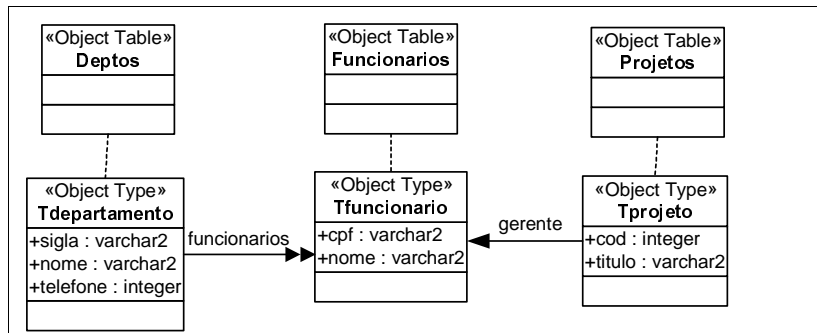 «Object Table»
Deptos
«Object Table»
Funcionarios
«Object Table»
Projetos
«Object Type»
Tdepartamento
+sigla : varchar2
+nome : varchar2
+telefone : integer
funcionarios
«Object Type»
Tfuncionario
+cpf : varchar2
+nome : varchar2
gerente
«Object Type»
Tprojeto
+cod : integer
+titulo : varchar2